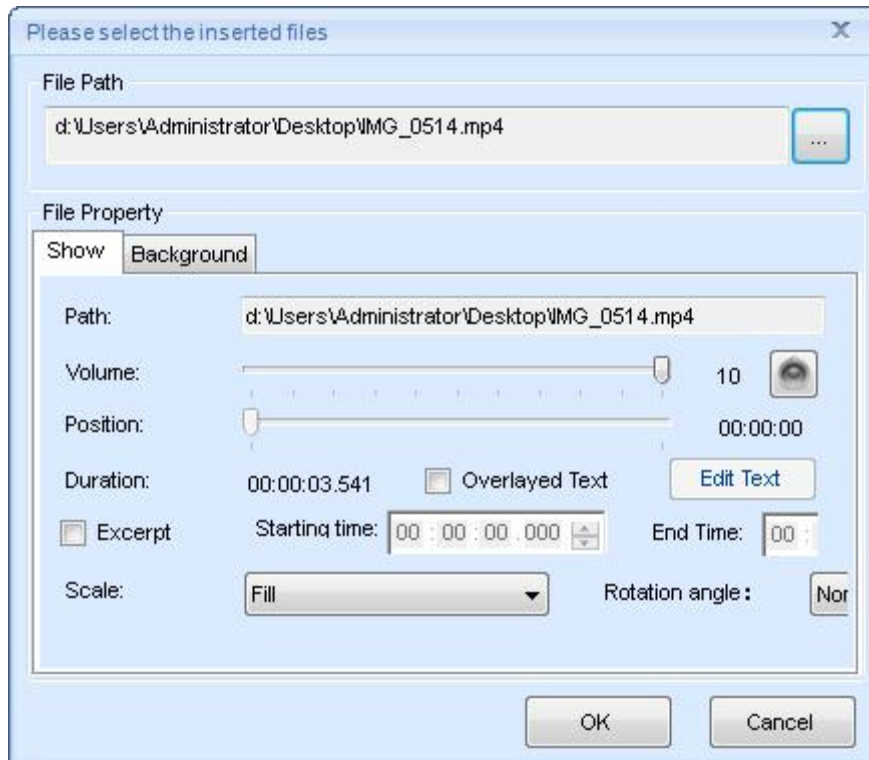 Please select the inserted files
File Path
d:\Users\Administrator\Desktop\IMG_0514.mp4
...
File Property
Show Background
Path: d:\Users\Administrator\Desktop\IMG_0514.mp4
Volume: 10
Position: 00:00:00
Duration: 00:00:03.541 Overlayed Text Edit Text
Excerpt Starting time: 00 : 00 : 00 .000 End Time: 00 :
Scale: Fill Rotation angle: Nor
OK Cancel